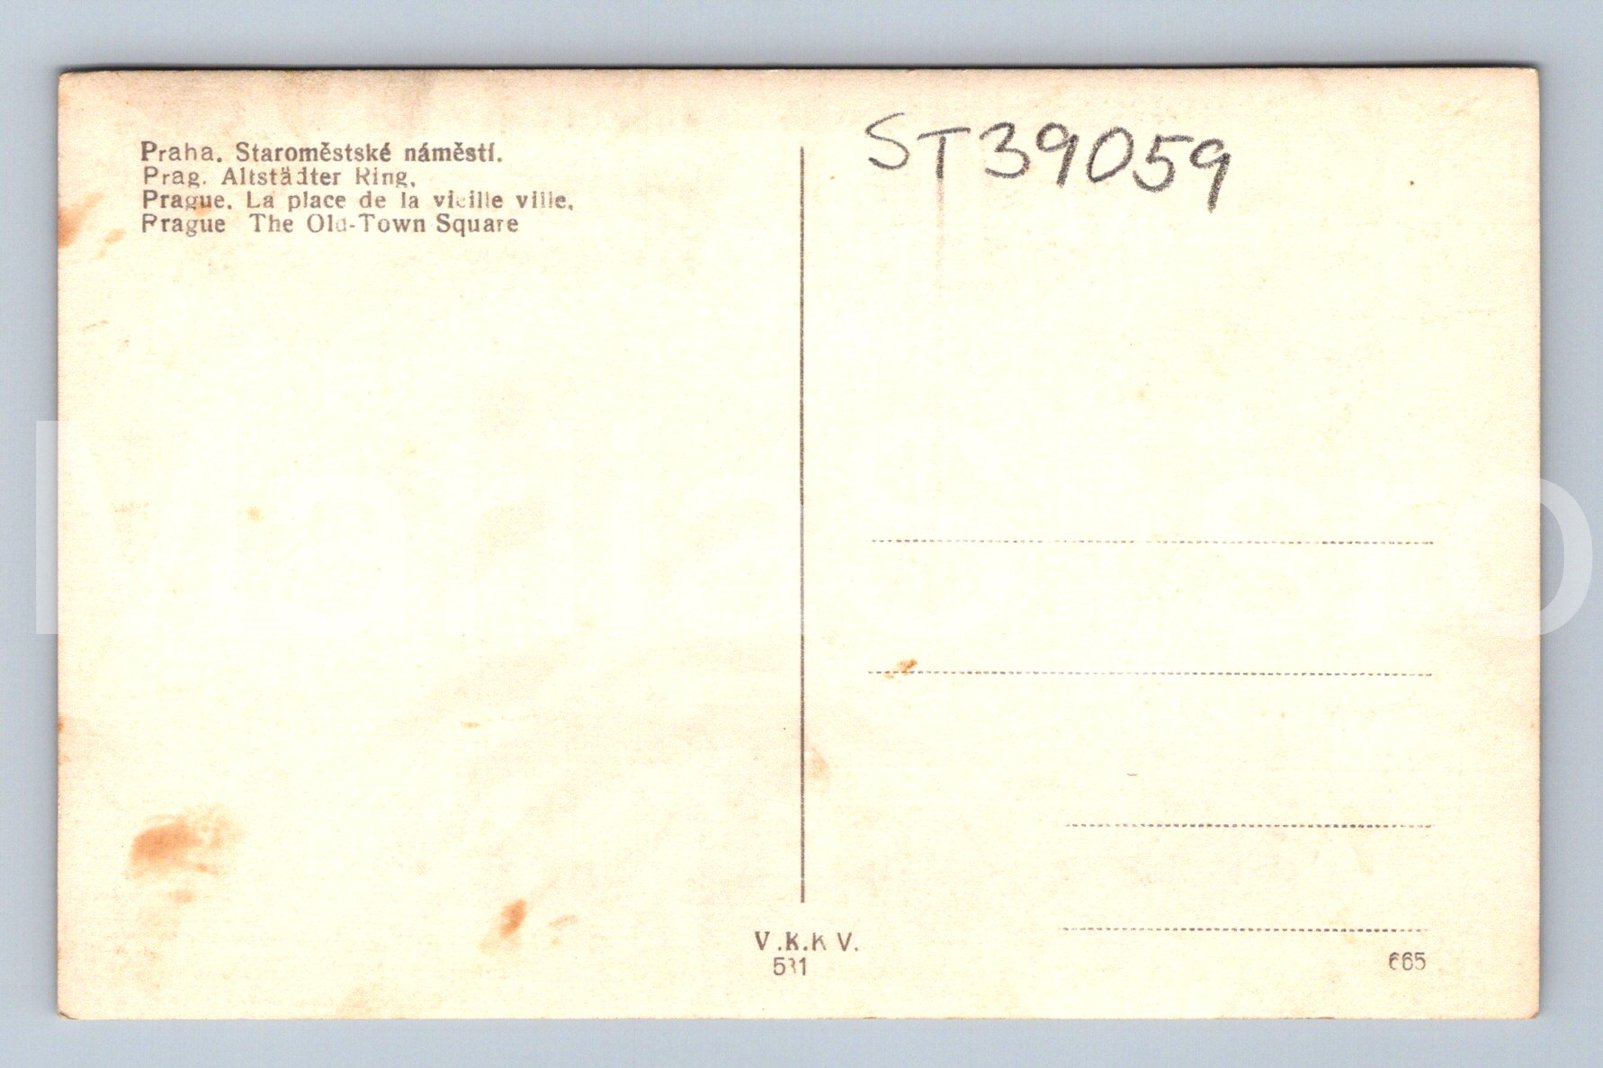 Praha. Staroměstské náměstí.
Prag. Altstädter Ring.
Prague. La place de la vieille ville.
Prague The Old-Town Square
ST39059
V.K.K V.
665